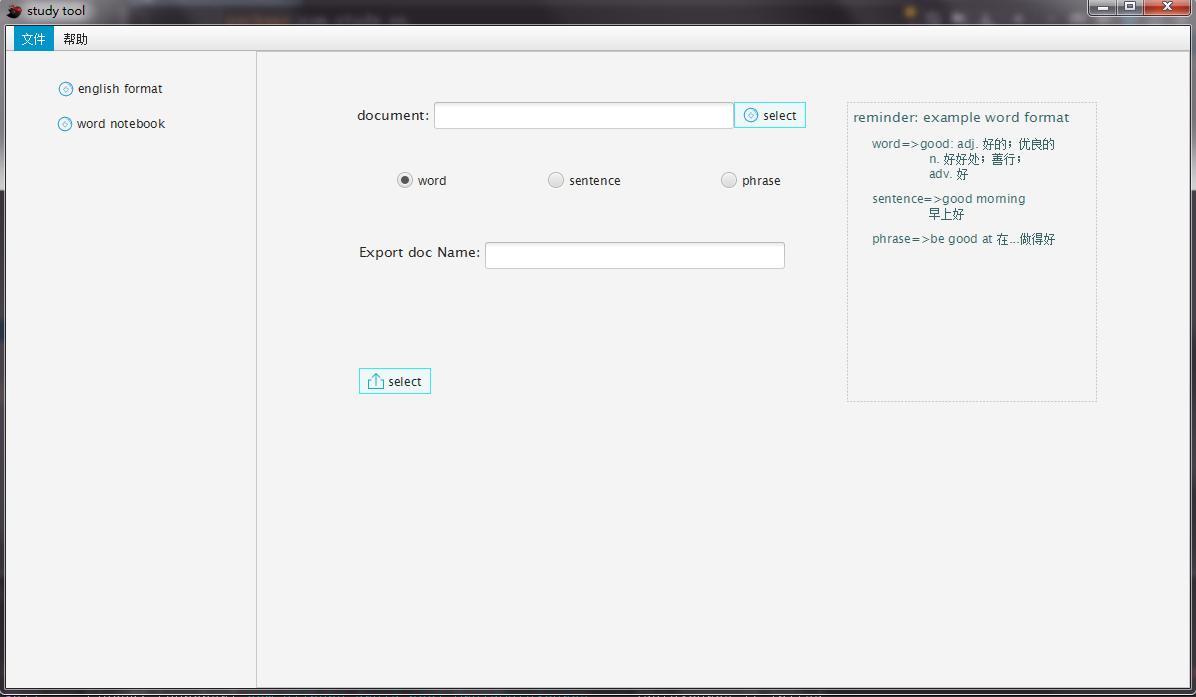 study tool
文件 帮助
english format
word notebook
document: select
word sentence phrase
Export doc Name:
select
reminder: example word format
word=>good: adj. 好的；优良的
n. 好好处；善行；
adv. 好
sentence=>good morning
早上好
phrase=>be good at 在...做得好